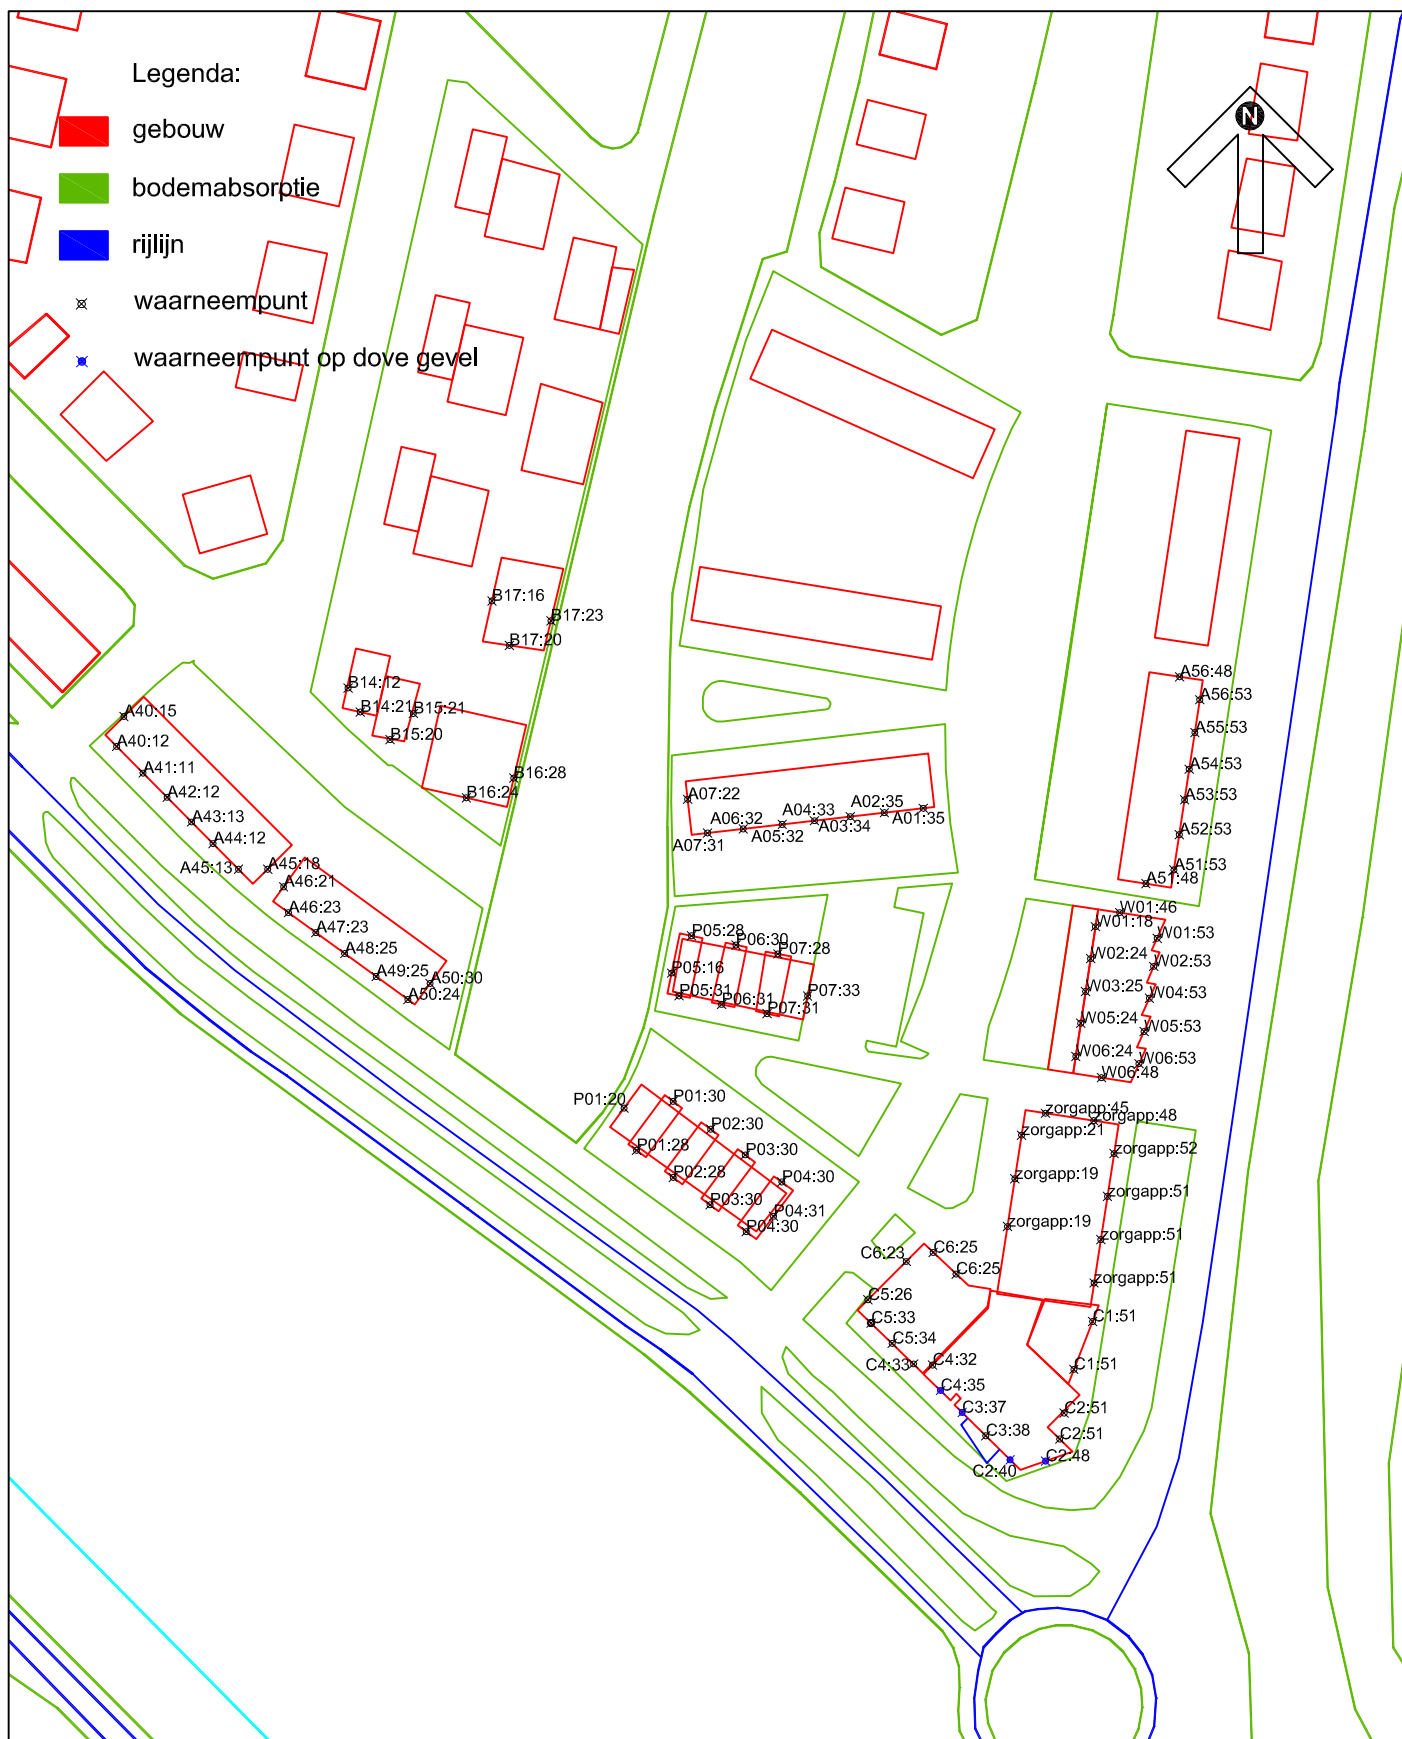 Legenda:
gebouw
bodemabsorptie
rijlijn
waarneempunt
waarneempunt op dove gevel
N
B17:16
B17:23
B17:20
B14:12
B14:21
B15:21
B15:20
B16:28
B16:24
A40:15
A40:12
A41:11
A42:12
A43:13
A44:12
A45:13
A45:18
A46:21
A46:23
A47:23
A48:25
A49:25
A50:30
A50:24
A07:22
A07:31
A06:32
A05:32
A04:33
A03:34
A02:35
A01:35
A56:48
A56:53
A55:53
A54:53
A53:53
A52:53
A51:53
A51:48
W01:46
W01:18
W01:53
W02:24
W02:53
W03:25
W04:53
W05:24
W05:53
W06:24
W06:53
W06:48
P05:28
P06:30
P07:28
P05:16
P05:31
P06:31
P07:33
P07:31
P01:20
P01:30
P02:30
P01:28
P03:30
P02:28
P04:30
P03:30
P04:31
P04:30
zorgapp:45
zorgapp:48
zorgapp:21
zorgapp:52
zorgapp:19
zorgapp:51
zorgapp:19
zorgapp:51
zorgapp:51
C6:25
C6:23
C6:25
C5:26
C5:33
C5:34
C4:33
C4:32
C4:35
C3:37
C3:38
C2:40
C1:51
C1:51
C2:51
C2:51
C2:48